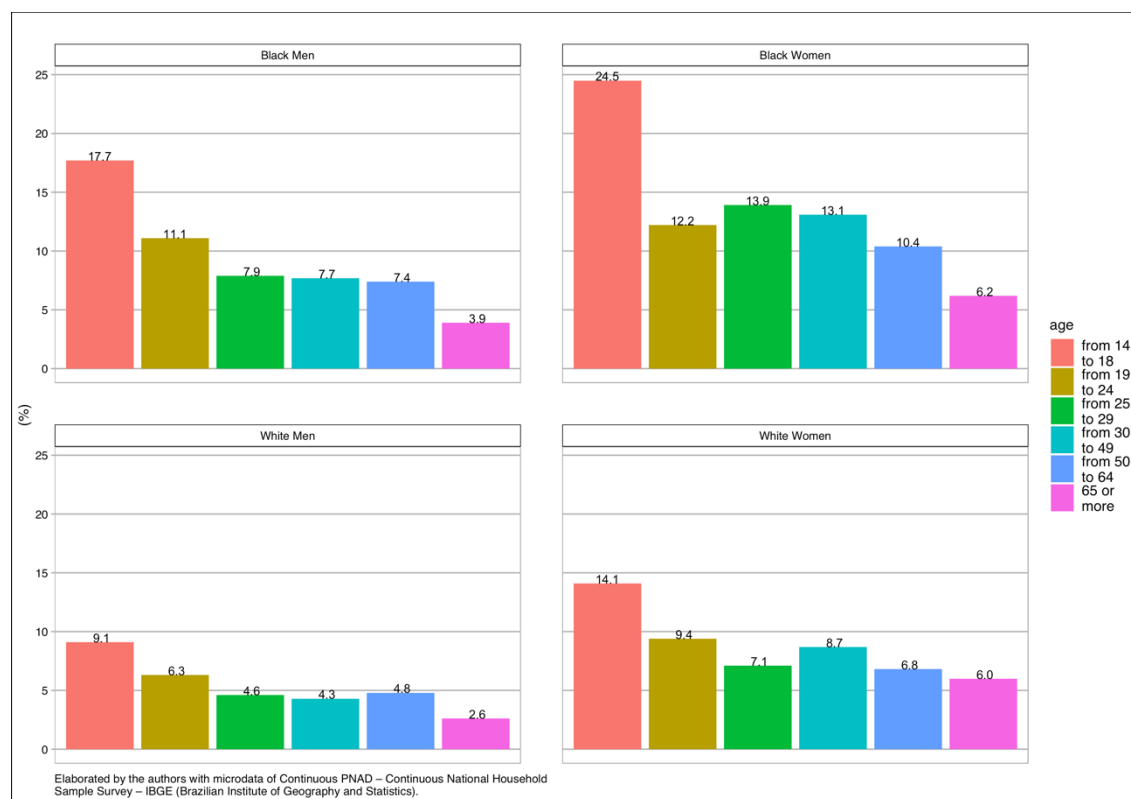 Black Men
Black Women
25
20
15
10
5
0
17.7
11.1
7.9
7.7
7.4
3.9
24.5
12.2
13.9
13.1
10.4
6.2
(%)
White Men
White Women
25
20
15
10
5
0
9.1
6.3
4.6
4.3
4.8
2.6
14.1
9.4
7.1
8.7
6.8
6.0
age
from 14
to 18
from 19
to 24
from 25
to 29
from 30
to 49
from 50
to 64
65 or
more
Elaborated by the authors with microdata of Continuous PNAD – Continuous National Household
Sample Survey – IBGE (Brazilian Institute of Geography and Statistics).